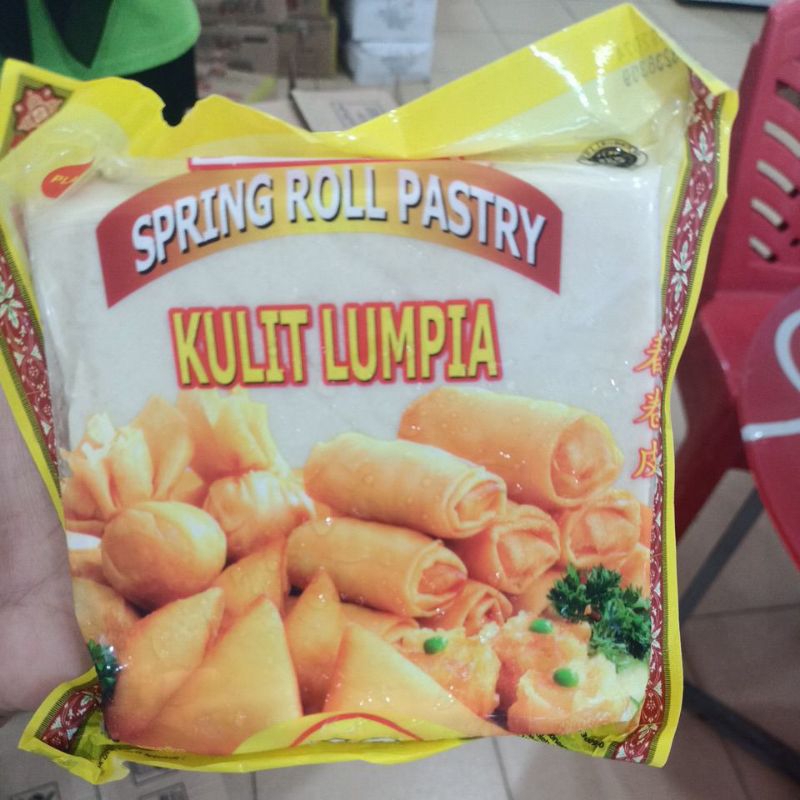 SPRING ROLL PASTRY
KULIT LUMPIA
春卷皮